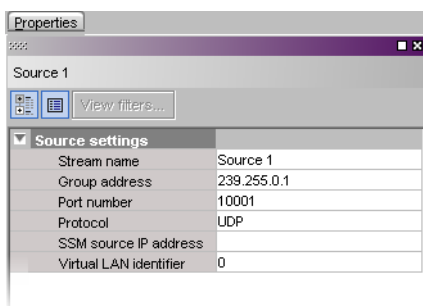 Properties
Source 1
View filters...
Source settings
Stream name Source 1
Group address 239.255.0.1
Port number 10001
Protocol UDP
SSM source IP address
Virtual LAN identifier 0